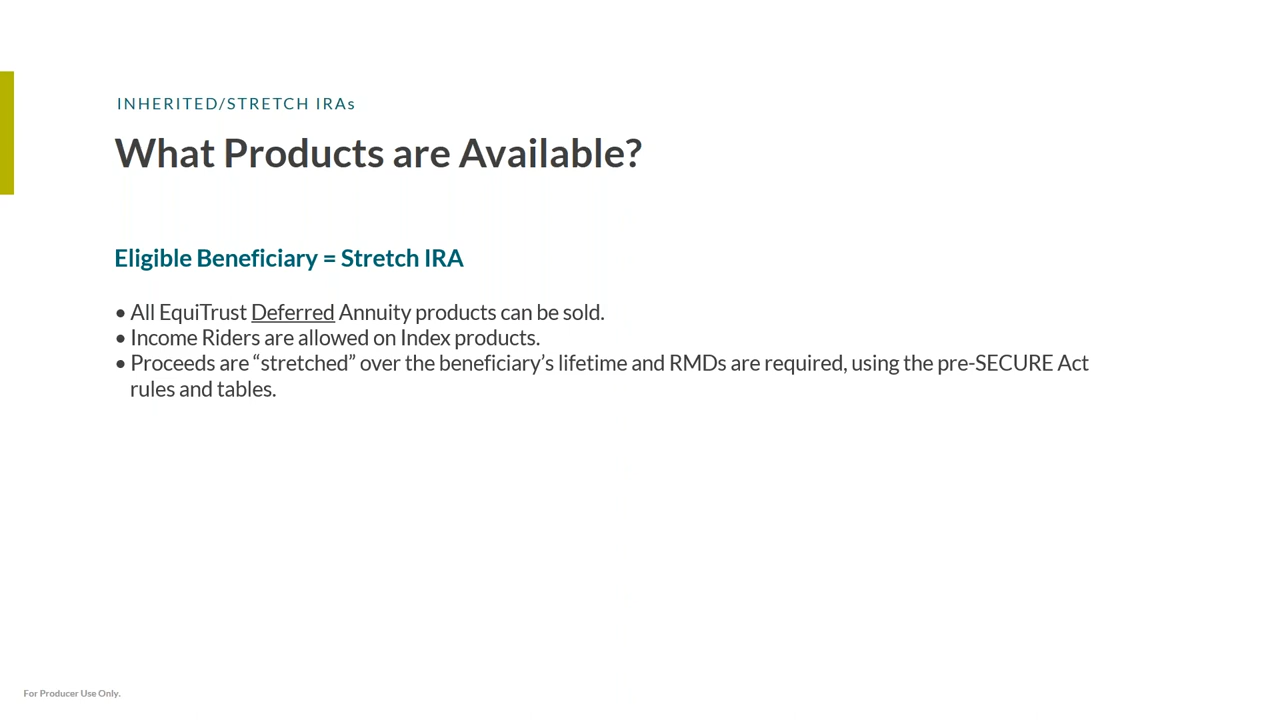 INHERITED/STRETCH IRAs
What Products are Available?
Eligible Beneficiary = Stretch IRA
• All EquiTrust Deferred Annuity products can be sold.
• Income Riders are allowed on Index products.
• Proceeds are “stretched” over the beneficiary’s lifetime and RMDs are required, using the pre-SECURE Act
rules and tables.
For Producer Use Only.